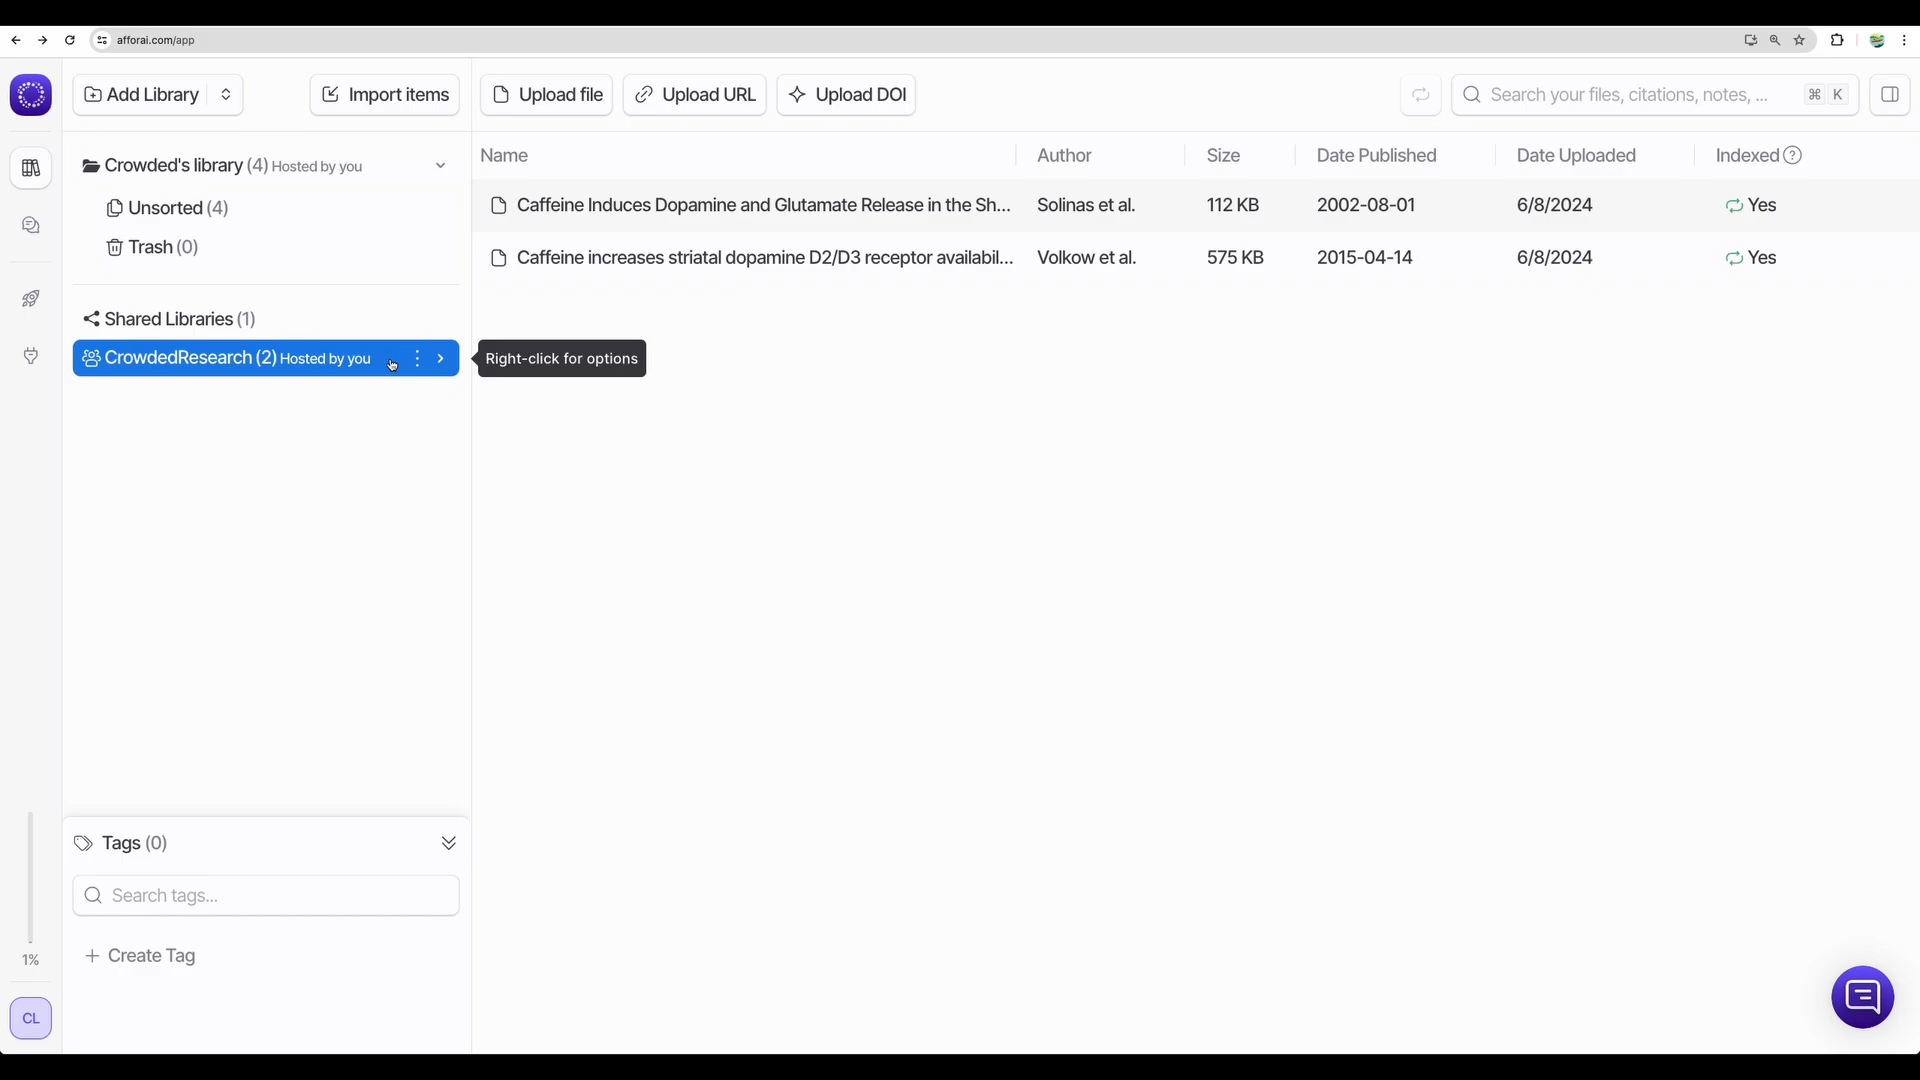 afforai.com/app
Add Library
Import items
Upload file
Upload URL
Upload DOI
Search your files, citations, notes, ...
⌘ K
Crowded's library (4) Hosted by you
Unsorted (4)
Trash (0)
Shared Libraries (1)
CrowdedResearch (2) Hosted by you
Right-click for options
Name Author Size Date Published Date Uploaded Indexed ?
Caffeine Induces Dopamine and Glutamate Release in the Sh... Solinas et al. 112 KB 2002-08-01 6/8/2024 Yes
Caffeine increases striatal dopamine D2/D3 receptor availabil... Volkow et al. 575 KB 2015-04-14 6/8/2024 Yes
Tags (0)
Search tags...
+ Create Tag
1%
CL